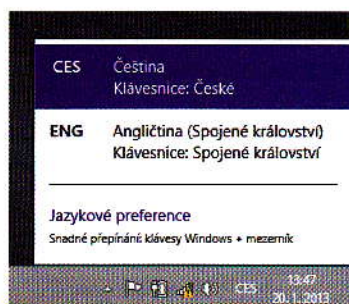 CES Čeština
Klávesnice: České
ENG Angličtina (Spojené království)
Klávesnice: Spojené království
Jazykové preference
Snadné přepínání: klávesy Windows + mezerník
CES 13:47
20.1.2013